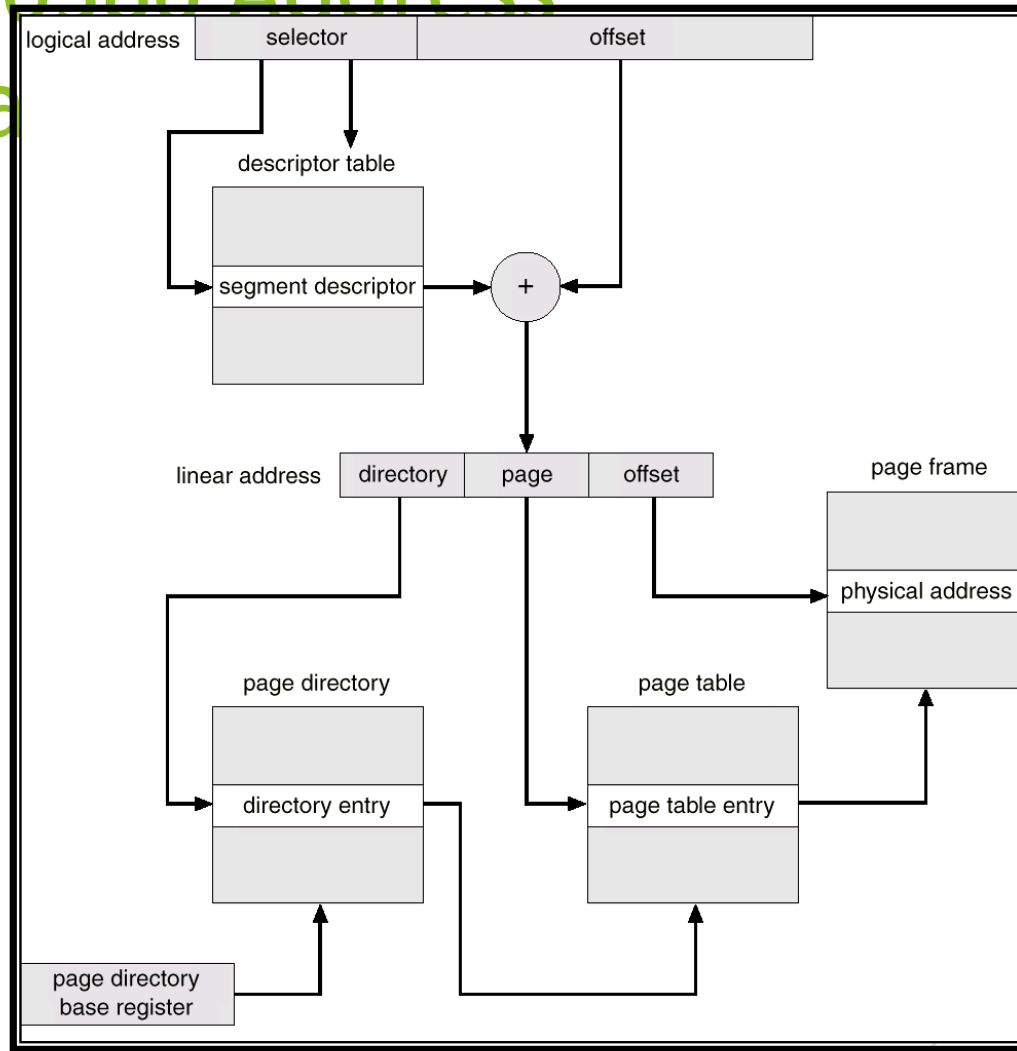 Address
logical address
selector
offset
descriptor table
segment descriptor
+
linear address
directory
page
offset
page frame
physical address
page directory
page table
directory entry
page table entry
page directory
base register